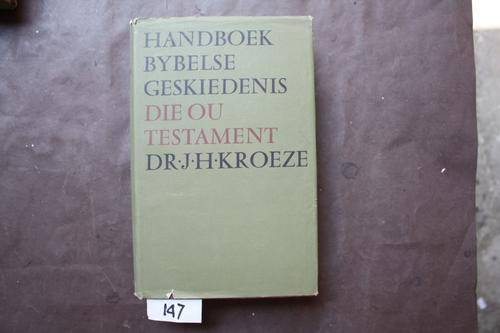 HANDBOEK
BYBELSE
GESKIEDENIS
DIE OU
TESTAMENT
DR·J·H·KROEZE
147